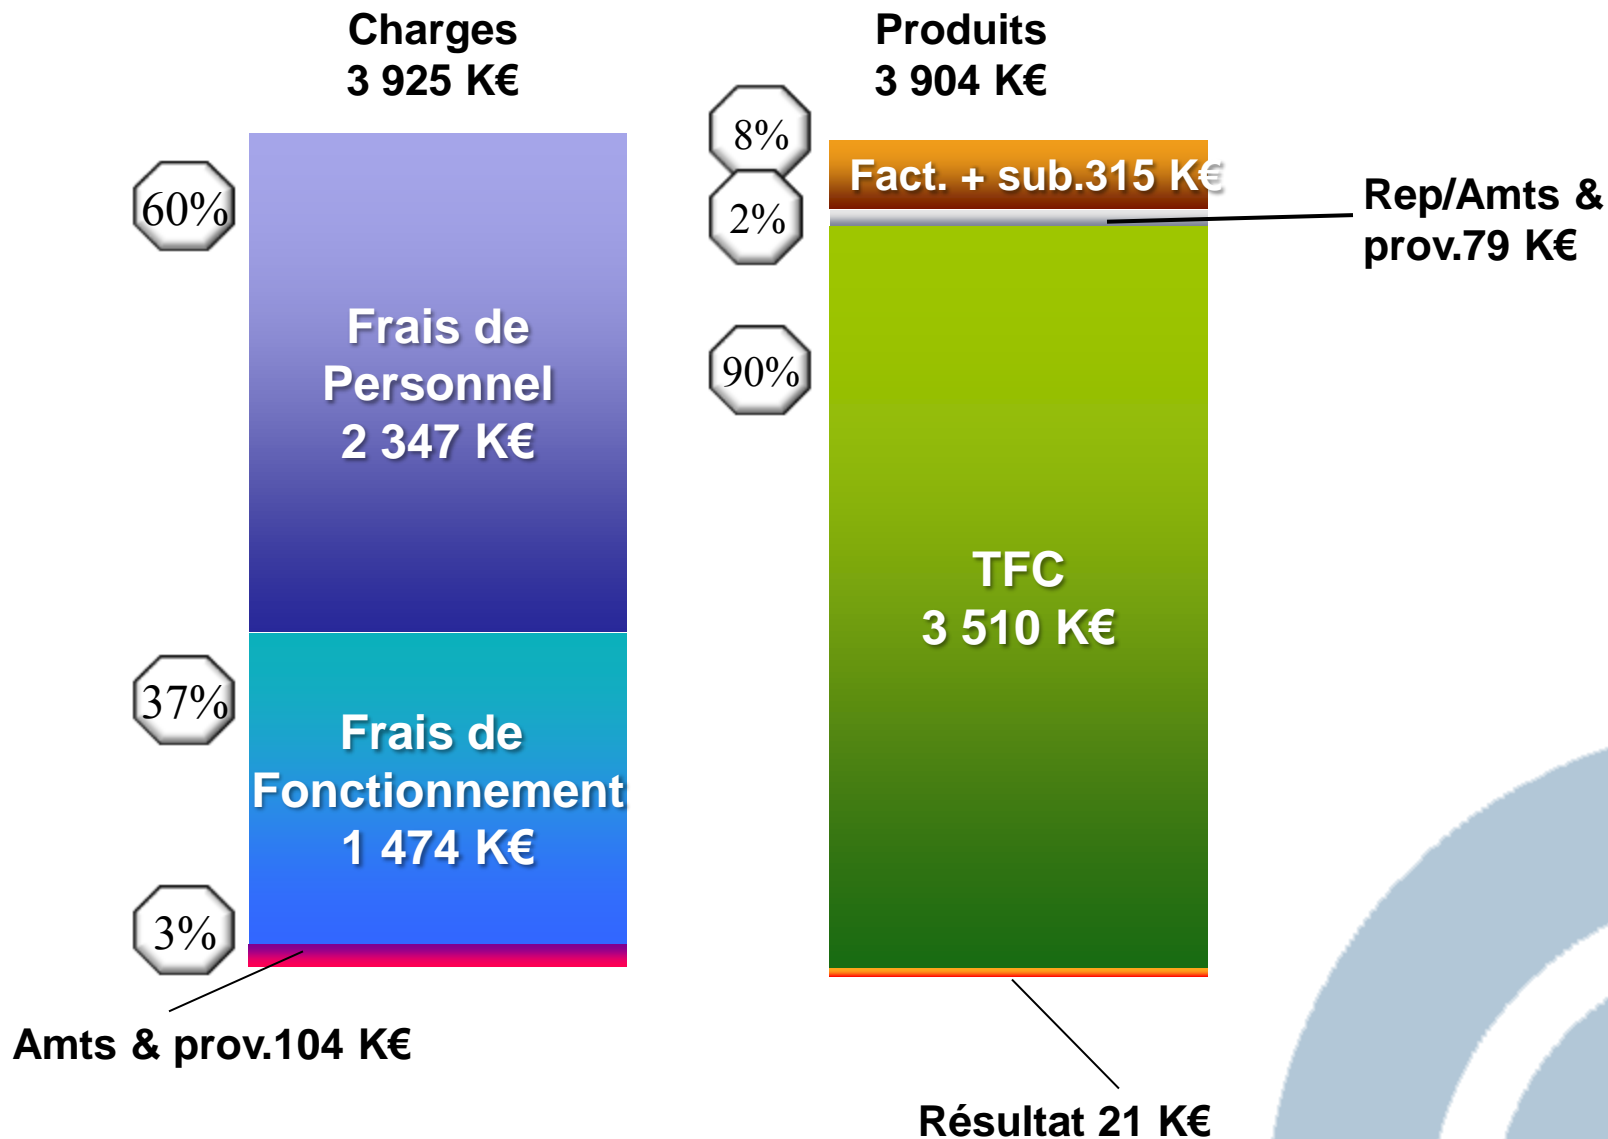 Charges
3 925 K€
60%
Frais de
Personnel
2 347 K€
37%
Frais de
Fonctionnement
1 474 K€
3%
Amts & prov.104 K€
Produits
3 904 K€
8%
Fact. + sub.315 K€
2%
Rep/Amts &
prov.79 K€
90%
TFC
3 510 K€
Résultat 21 K€